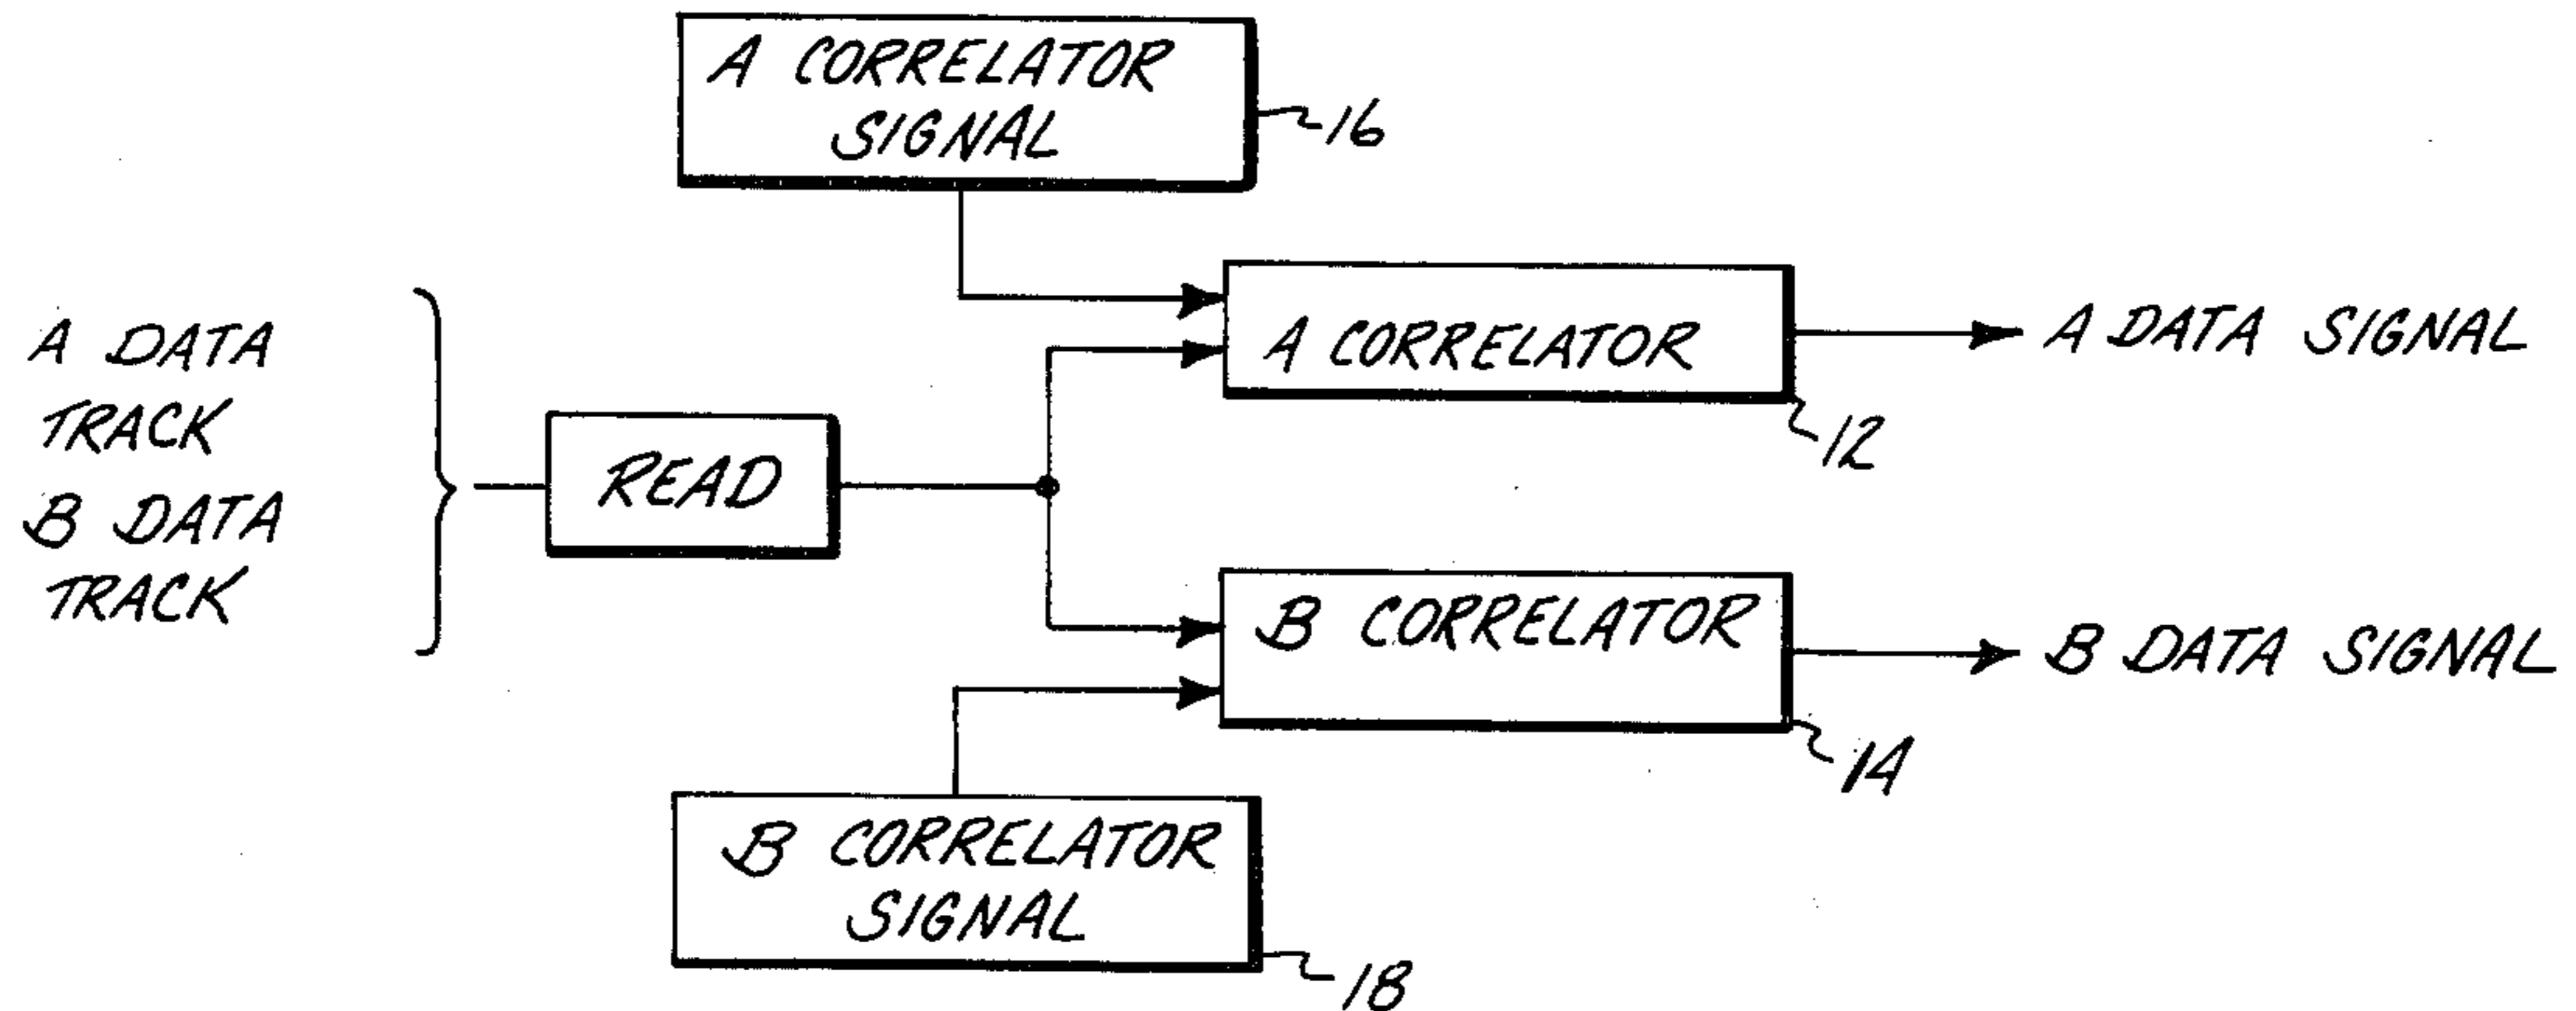 A CORRELATOR
SIGNAL
16
A CORRELATOR
12
A DATA SIGNAL
A DATA
TRACK
B DATA
TRACK
READ
B CORRELATOR
14
B DATA SIGNAL
B CORRELATOR
SIGNAL
18